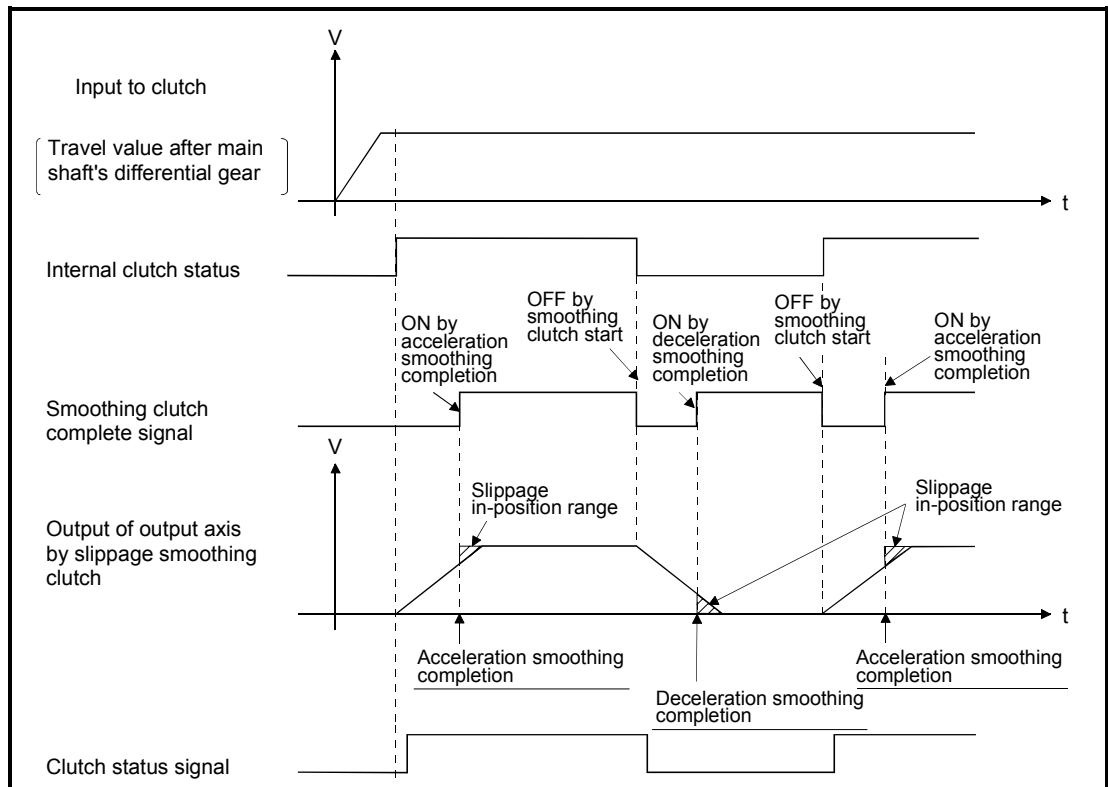 V
Input to clutch
Travel value after main
shaft's differential gear
t
Internal clutch status
ON by
acceleration
smoothing
completion
OFF by
smoothing
clutch start
ON by
deceleration
smoothing
completion
OFF by
smoothing
clutch start
ON by
acceleration
smoothing
completion
Smoothing clutch
complete signal
V
Slippage
in-position range
Slippage
in-position range
Output of output axis
by slippage smoothing
clutch
t
Acceleration smoothing
completion
Deceleration smoothing
completion
Acceleration smoothing
completion
Clutch status signal